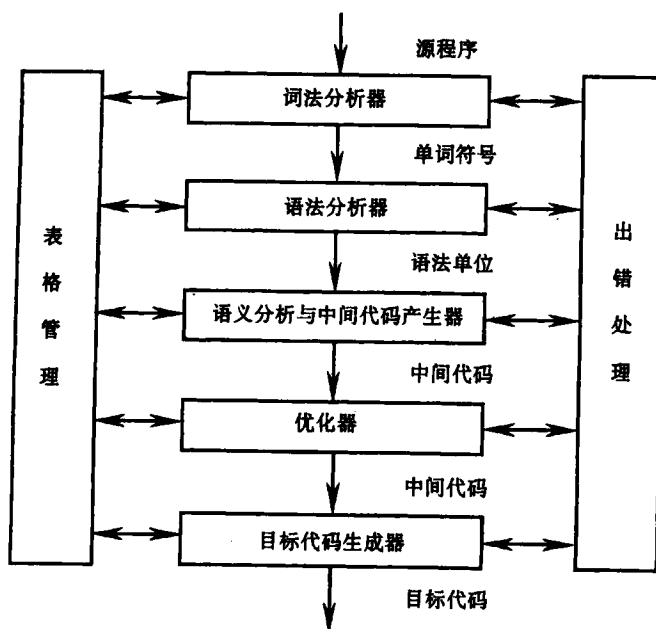 源程序
词法分析器
单词符号
语法分析器
语法单位
语义分析与中间代码产生器
中间代码
优化器
中间代码
目标代码生成器
目标代码
表格管理
出错处理